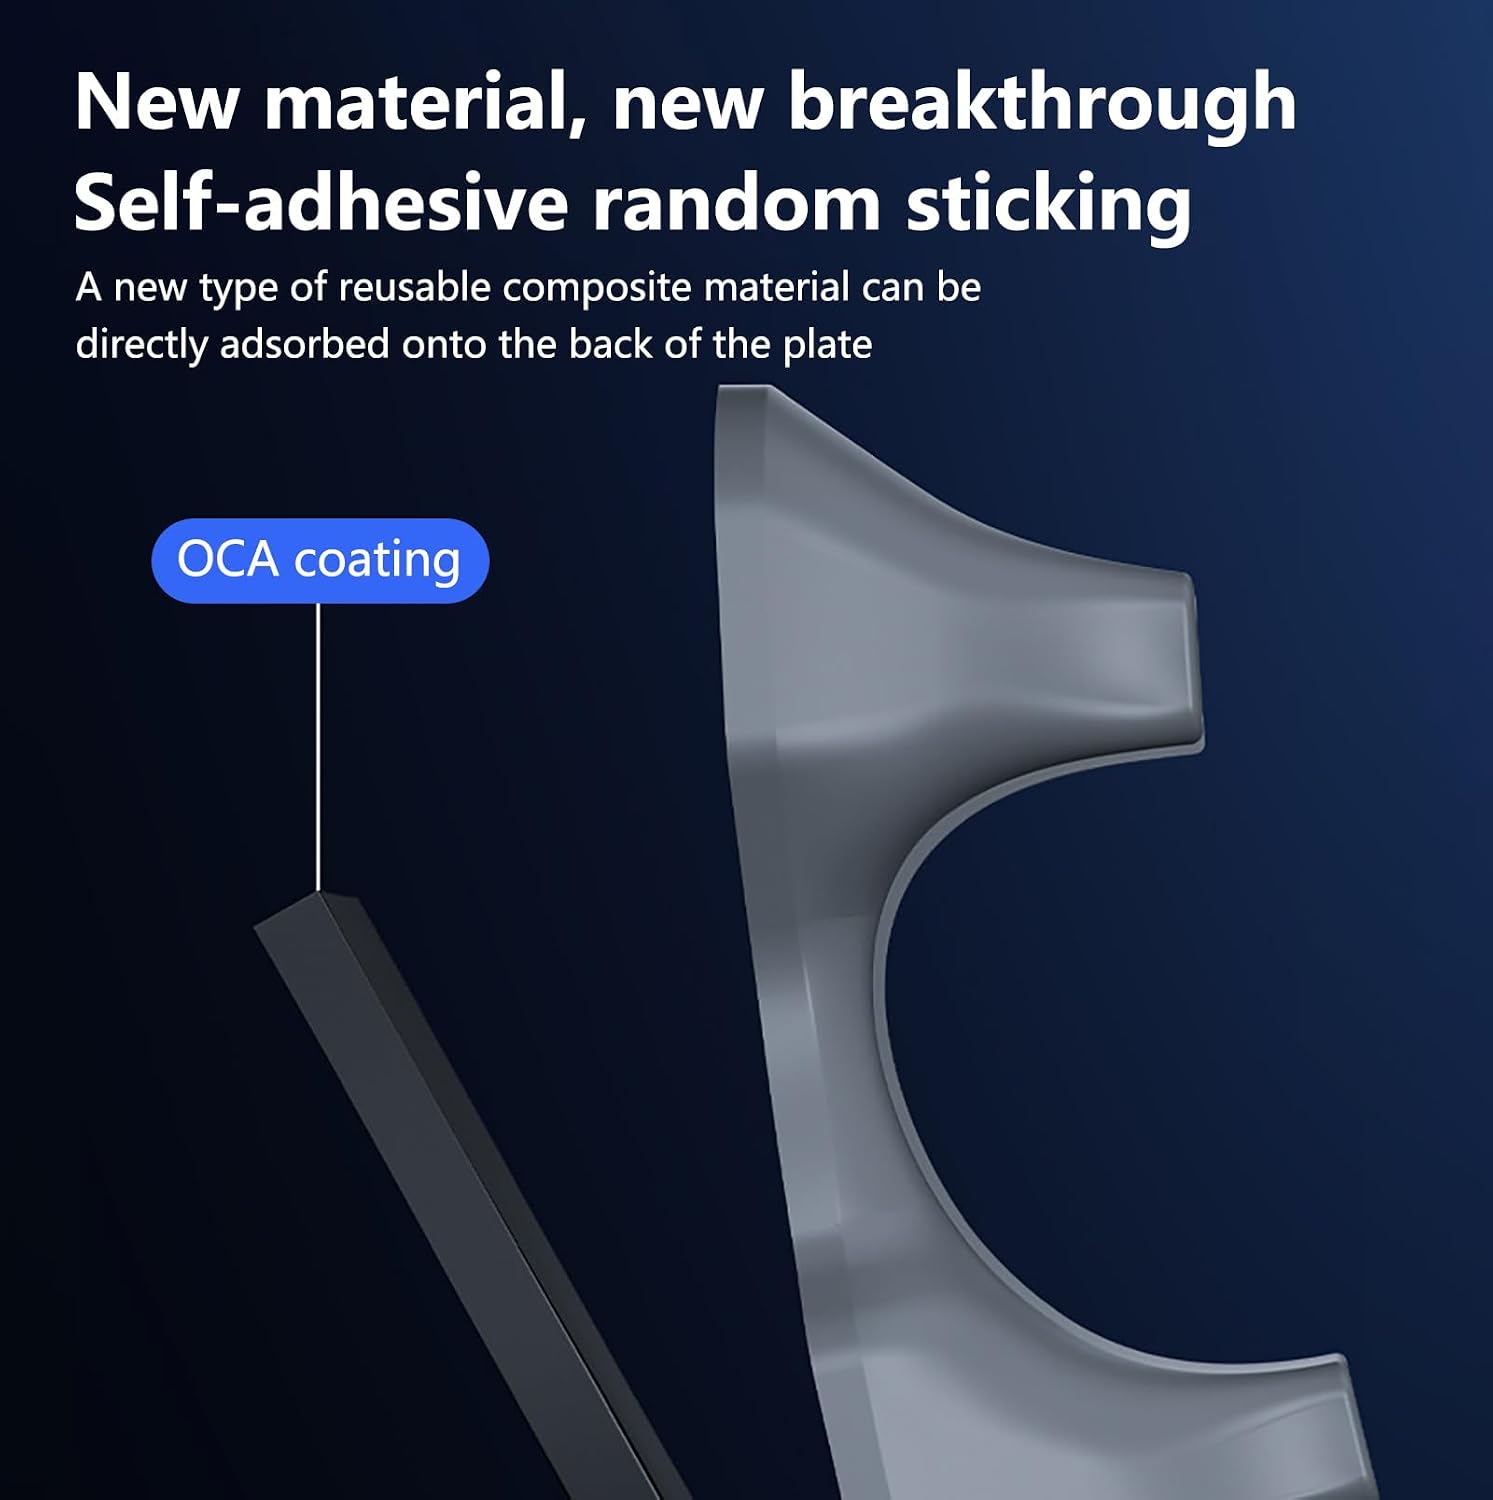 New material, new breakthrough
Self-adhesive random sticking
A new type of reusable composite material can be
directly adsorbed onto the back of the plate
OCA coating